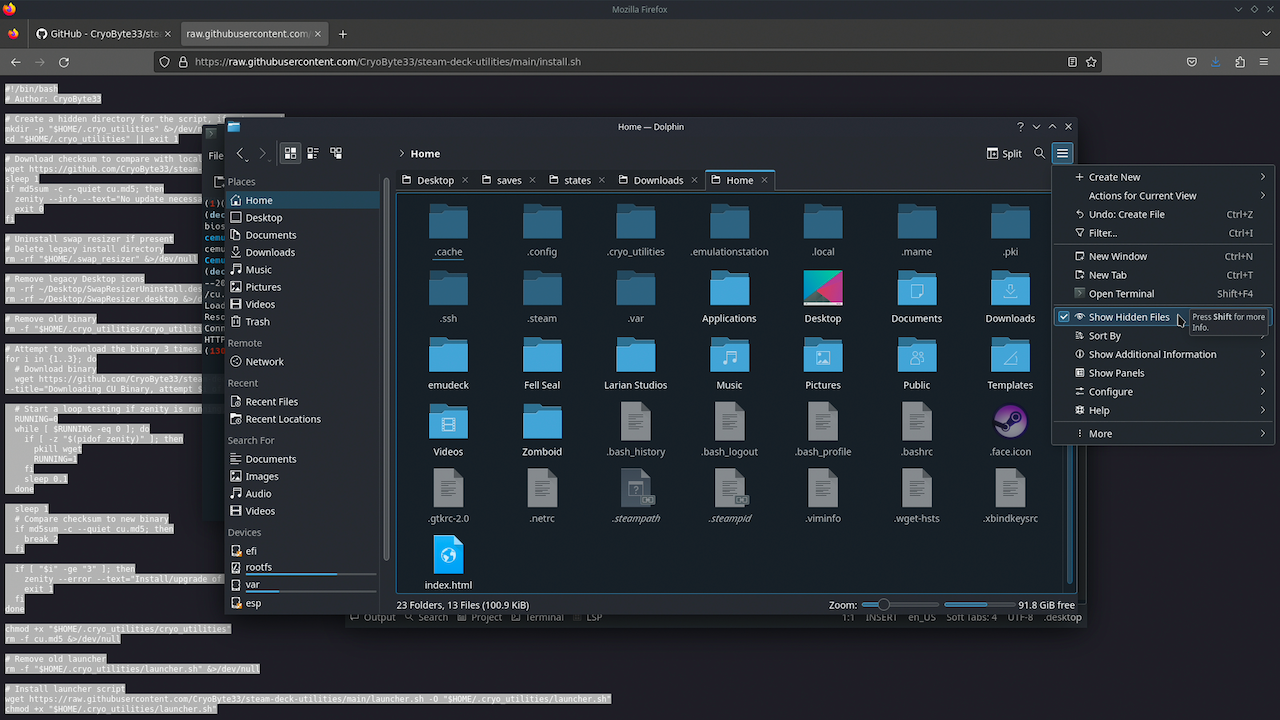 Mozilla Firefox
GitHub - CryoByte33/ste
raw.githubusercontent.com/
https://raw.githubusercontent.com/CryoByte33/steam-deck-utilities/main/install.sh
#!/bin/bash
# Author: CryoByte33
# Create a hidden directory for the script, i
mkdir -p "$HOME/.cryo_utilities" &>/dev/n
cd "$HOME/.cryo_utilities" || exit 1
# Download checksum to compare with local
wget https://github.com/CryoByte33/steam-
sleep 1
if md5sum -c --quiet cu.md5; then
zenity --info --text="No update necessa
exit 0
fi
# Uninstall swap resizer if present
# Delete legacy install directory
rm -rf "$HOME/.swap_resizer" &>/dev/null
# Remove legacy Desktop icons
rm -rf ~/Desktop/SwapResizerUninstall.des
rm -rf ~/Desktop/SwapResizer.desktop &>/d
# Remove old binary
rm -f "$HOME/.cryo_utilities/cryo_utiliti
# Attempt to download the binary 3 times.
for i in {1..3}; do
# Download binary
wget https://github.com/CryoByte33/stea
--title="Downloading CU Binary, attempt $
# Start a loop testing if zenity is runn
RUNNING=0
while [ $RUNNING -eq 0 ]; do
if [ -z "$(pidof zenity)" ]; then
pkill wget
RUNNING=1
fi
sleep 0.1
done
sleep 1
# Compare checksum to new binary
if md5sum -c --quiet cu.md5; then
break 2
fi
if [ "$i" -ge "3" ]; then
zenity --error --text="Install/upgrade of
exit 1
fi
done
chmod +x "$HOME/.cryo_utilities/cryo_utilities"
rm -f cu.md5 &>/dev/null
# Remove old launcher
rm -f "$HOME/.cryo_utilities/launcher.sh" &>/dev/null
# Install launcher script
wget https://raw.githubusercontent.com/CryoByte33/steam-deck-utilities/main/launcher.sh -O "$HOME/.cryo_utilities/launcher.sh"
chmod +x "$HOME/.cryo_utilities/launcher.sh"
File
(1)(
(dec
blos
cemu
cemu
Cemu
(dec
--20
/cu.
Load
Reso
Conn
HTTP
(130
Home — Dolphin
Home
Split
Desktop
saves
states
Downloads
Home
Places
Home
Desktop
Documents
Downloads
Music
Pictures
Videos
Trash
Remote
Network
Recent
Recent Files
Recent Locations
Search For
Documents
Images
Audio
Videos
Devices
efi
rootfs
var
esp
.cache .config .cryo_utilities .emulationstation .local .mame .pki
.ssh .steam .var Applications Desktop Documents Downloads
emudeck Fell Seal Larian Studios Music Pictures Public Templates
Videos Zomboid .bash_history .bash_logout .bash_profile .bashrc .face.icon
.gtkrc-2.0 .netrc .steampath .steampid .viminfo .wget-hsts .xbindkeysrc
index.html
23 Folders, 13 Files (100.9 KiB)
Zoom:
91.8 GiB free
Create New
Actions for Current View
Undo: Create File Ctrl+Z
Filter... Ctrl+I
New Window Ctrl+N
New Tab Ctrl+T
Open Terminal Shift+F4
Show Hidden Files
Press Shift for more
Info.
Sort By
Show Additional Information
Show Panels
Configure
Help
More
Output Search Project Terminal LSP 1:1 INSERT en_US Soft Tabs: 4 UTF-8 .desktop